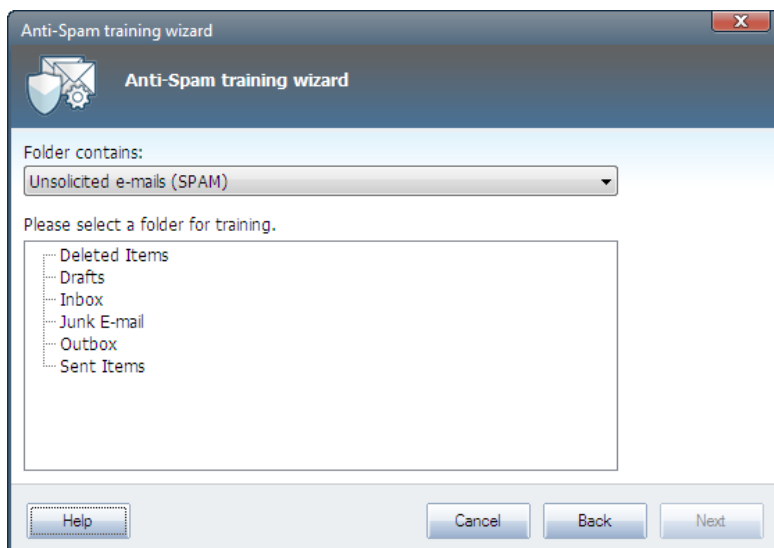 Anti-Spam training wizard
Anti-Spam training wizard
Folder contains:
Unsolicited e-mails (SPAM)
Please select a folder for training.
Deleted Items
Drafts
Inbox
Junk E-mail
Outbox
Sent Items
Help Cancel Back Next